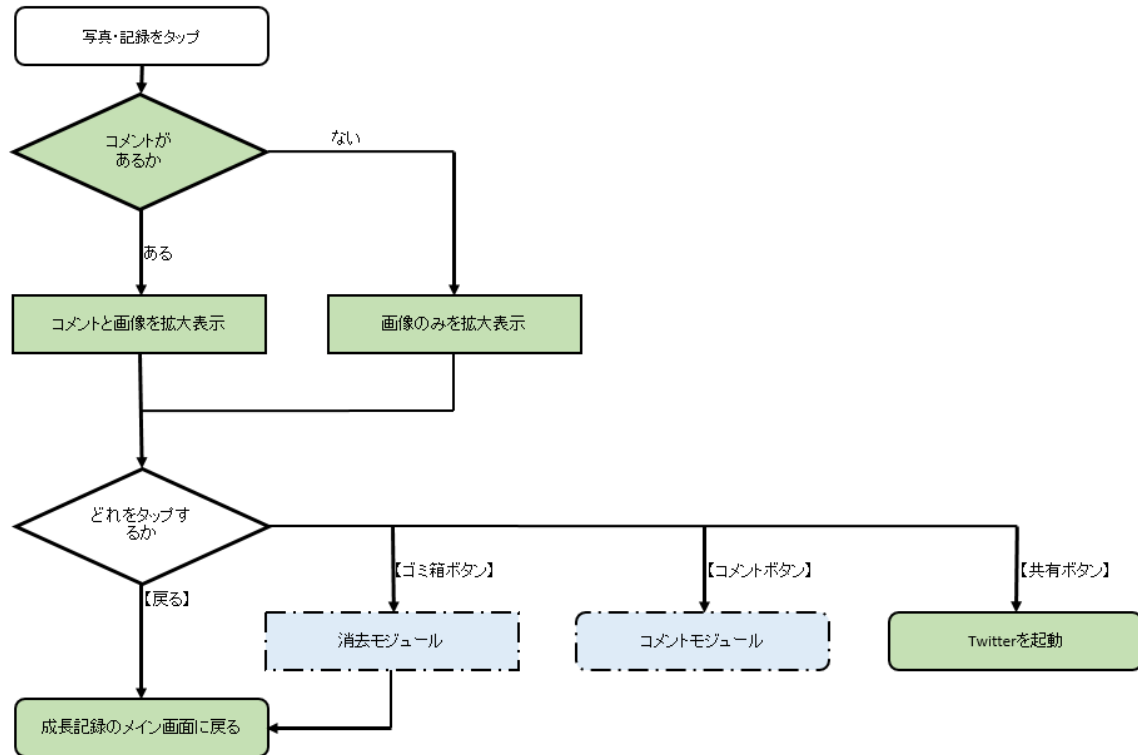 写真・記録をタップ
コメントが
あるか
ない
ある
コメントと画像を拡大表示
画像のみを拡大表示
どれをタップす
るか
【ゴミ箱ボタン】
【コメントボタン】
【共有ボタン】
【戻る】
消去モジュール
コメントモジュール
Twitterを起動
成長記録のメイン画面に戻る